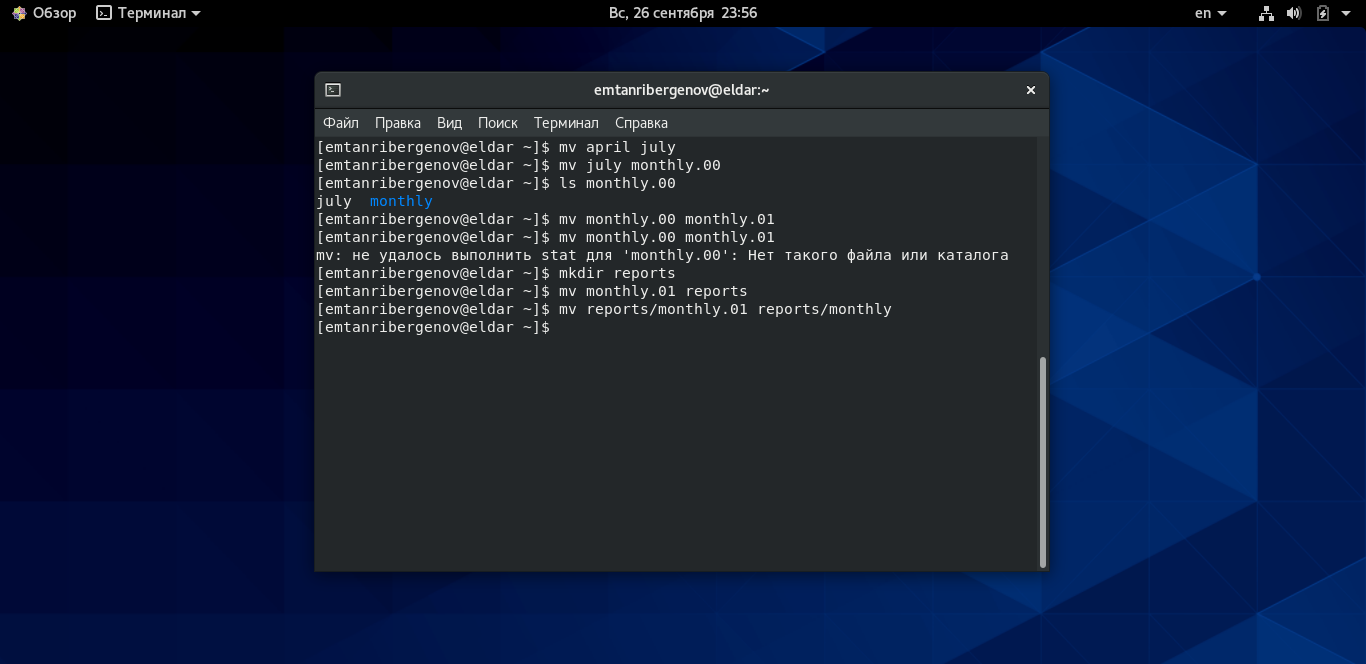 Обзор Терминал Вс, 26 сентября 23:56 en
emtanribergenov@eldar:~
Файл Правка Вид Поиск Терминал Справка
[emtanribergenov@eldar ~]$ mv april july
[emtanribergenov@eldar ~]$ mv july monthly.00
[emtanribergenov@eldar ~]$ ls monthly.00
july  monthly
[emtanribergenov@eldar ~]$ mv monthly.00 monthly.01
[emtanribergenov@eldar ~]$ mv monthly.00 monthly.01
mv: не удалось выполнить stat для 'monthly.00': Нет такого файла или каталога
[emtanribergenov@eldar ~]$ mkdir reports
[emtanribergenov@eldar ~]$ mv monthly.01 reports
[emtanribergenov@eldar ~]$ mv reports/monthly.01 reports/monthly
[emtanribergenov@eldar ~]$